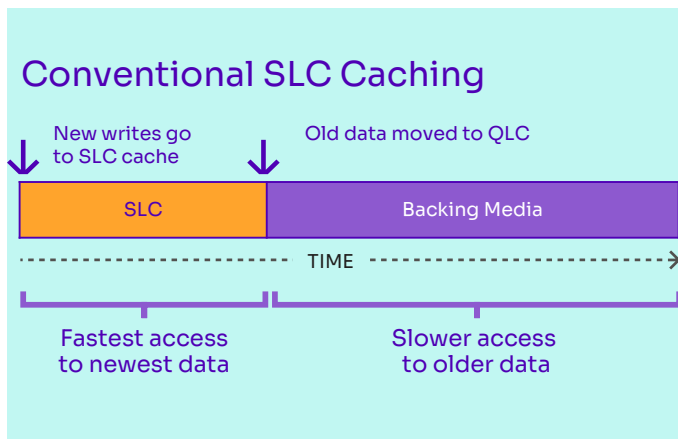 Conventional SLC Caching
New writes go
to SLC cache
Old data moved to QLC
SLC
Backing Media
TIME
Fastest access
to newest data
Slower access
to older data